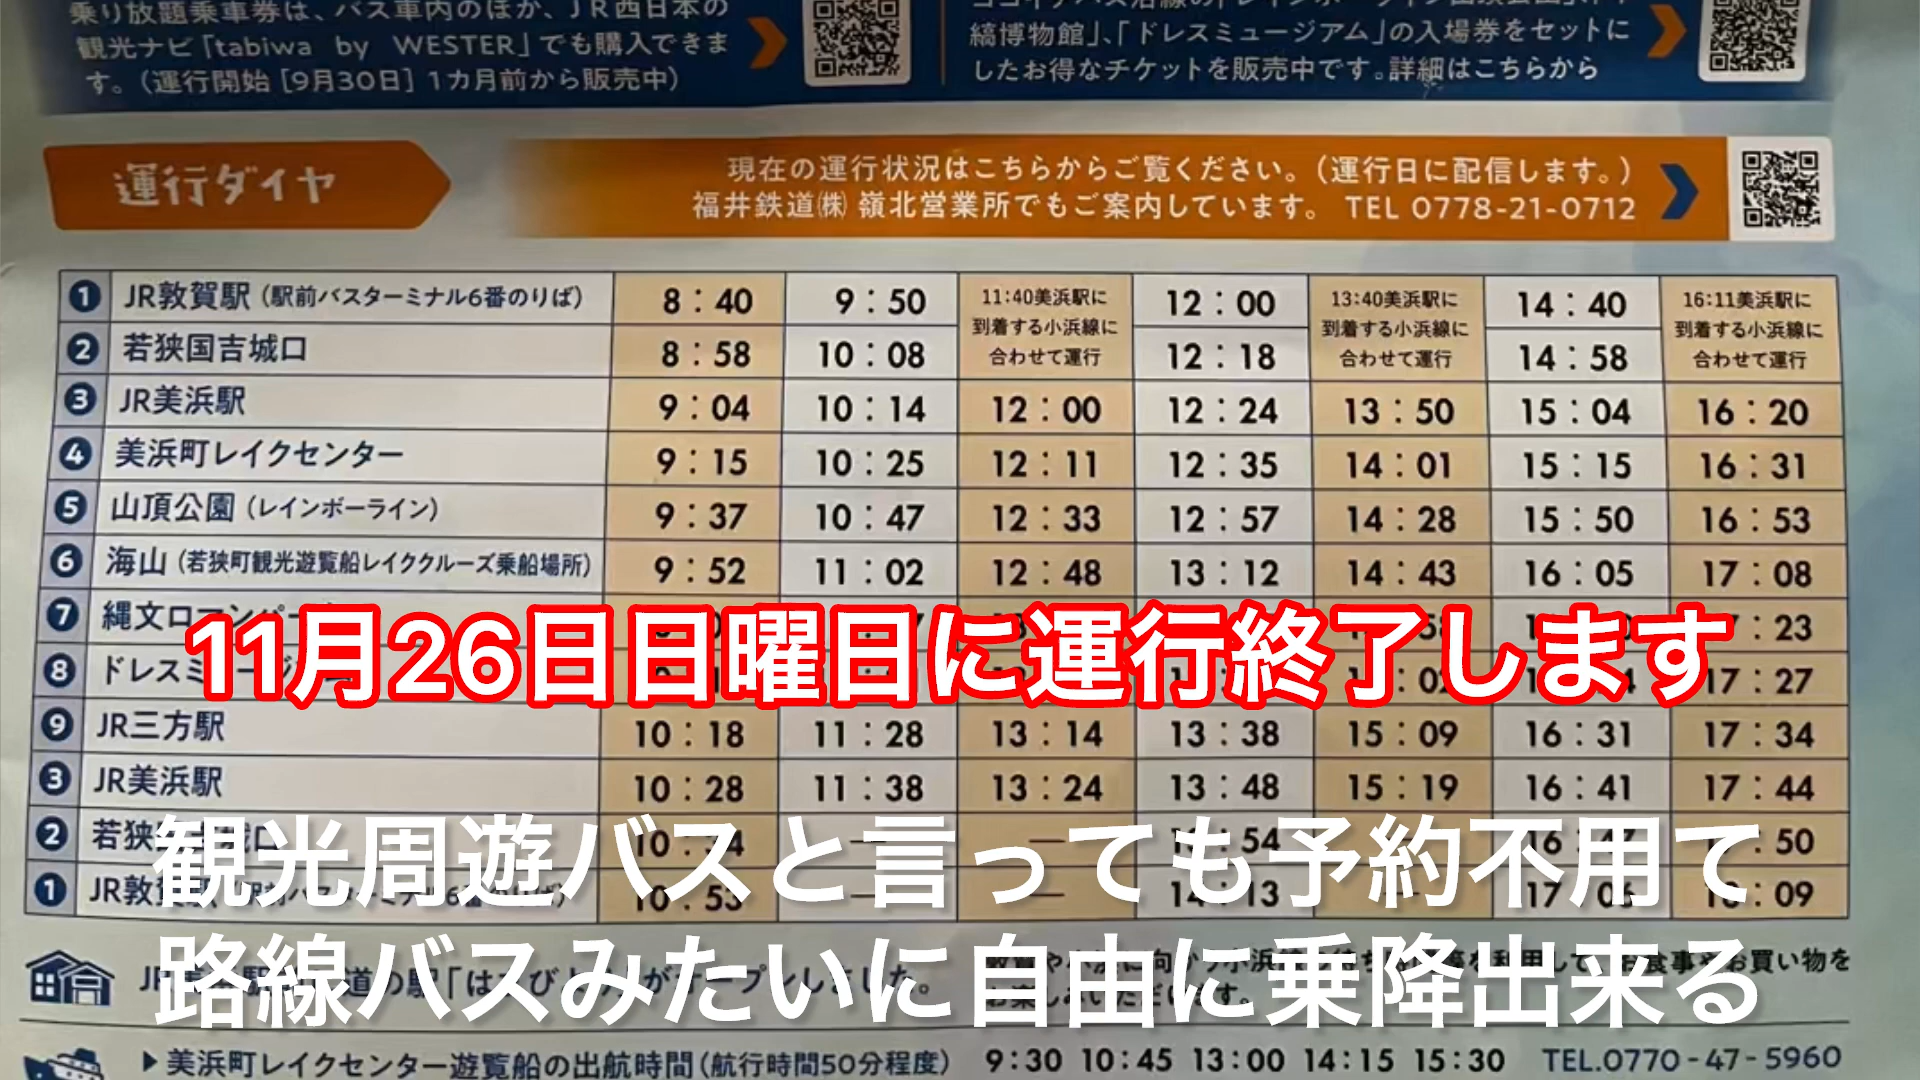 乗り放題乗車券は、バス車内のほか、JR西日本の
観光ナビ「tabiwa by WESTER」でも購入できま
す。（運行開始［9月30日］1カ月前から販売中）
縞博物館」、「ドレスミュージアム」の入場券をセットに
したお得なチケットを販売中です。詳細はこちらから
運行ダイヤ
現在の運行状況はこちらからご覧ください。（運行日に配信します。）
福井鉄道㈱ 嶺北営業所でもご案内しています。 TEL 0778-21-0712
1 JR敦賀駅（駅前バスターミナル6番のりば） 8：40 9：50 12：00 14：40
2 若狭国吉城口 8：58 10：08 12：18 14：58
11:40美浜駅に
到着する小浜線に
合わせて運行
13:40美浜駅に
到着する小浜線に
合わせて運行
16:11美浜駅に
到着する小浜線に
合わせて運行
3 JR美浜駅 9：04 10：14 12：00 12：24 13：50 15：04 16：20
4 美浜町レイクセンター 9：15 10：25 12：11 12：35 14：01 15：15 16：31
5 山頂公園（レインボーライン） 9：37 10：47 12：33 12：57 14：28 15：50 16：53
6 海山（若狭町観光遊覧船レイククルーズ乗船場所） 9：52 11：02 12：48 13：12 14：43 16：05 17：08
7 縄文ロマンパーク 17：23
11月26日日曜日に運行終了します
8 ドレスミュージアム 17：27
9 JR三方駅 10：18 11：28 13：14 13：38 15：09 16：31 17：34
3 JR美浜駅 10：28 11：38 13：24 13：48 15：19 16：41 17：44
2 若狭 10：34 — —
観光周遊バスと言っても予約不用て
1 JR敦賀 10：53 — — 14：13
路線バスみたいに自由に乗降出来る
▶美浜町レイクセンター遊覧船の出航時間（航行時間50分程度） 9:30 10:45 13:00 14:15 15:30 TEL.0770-47-5960